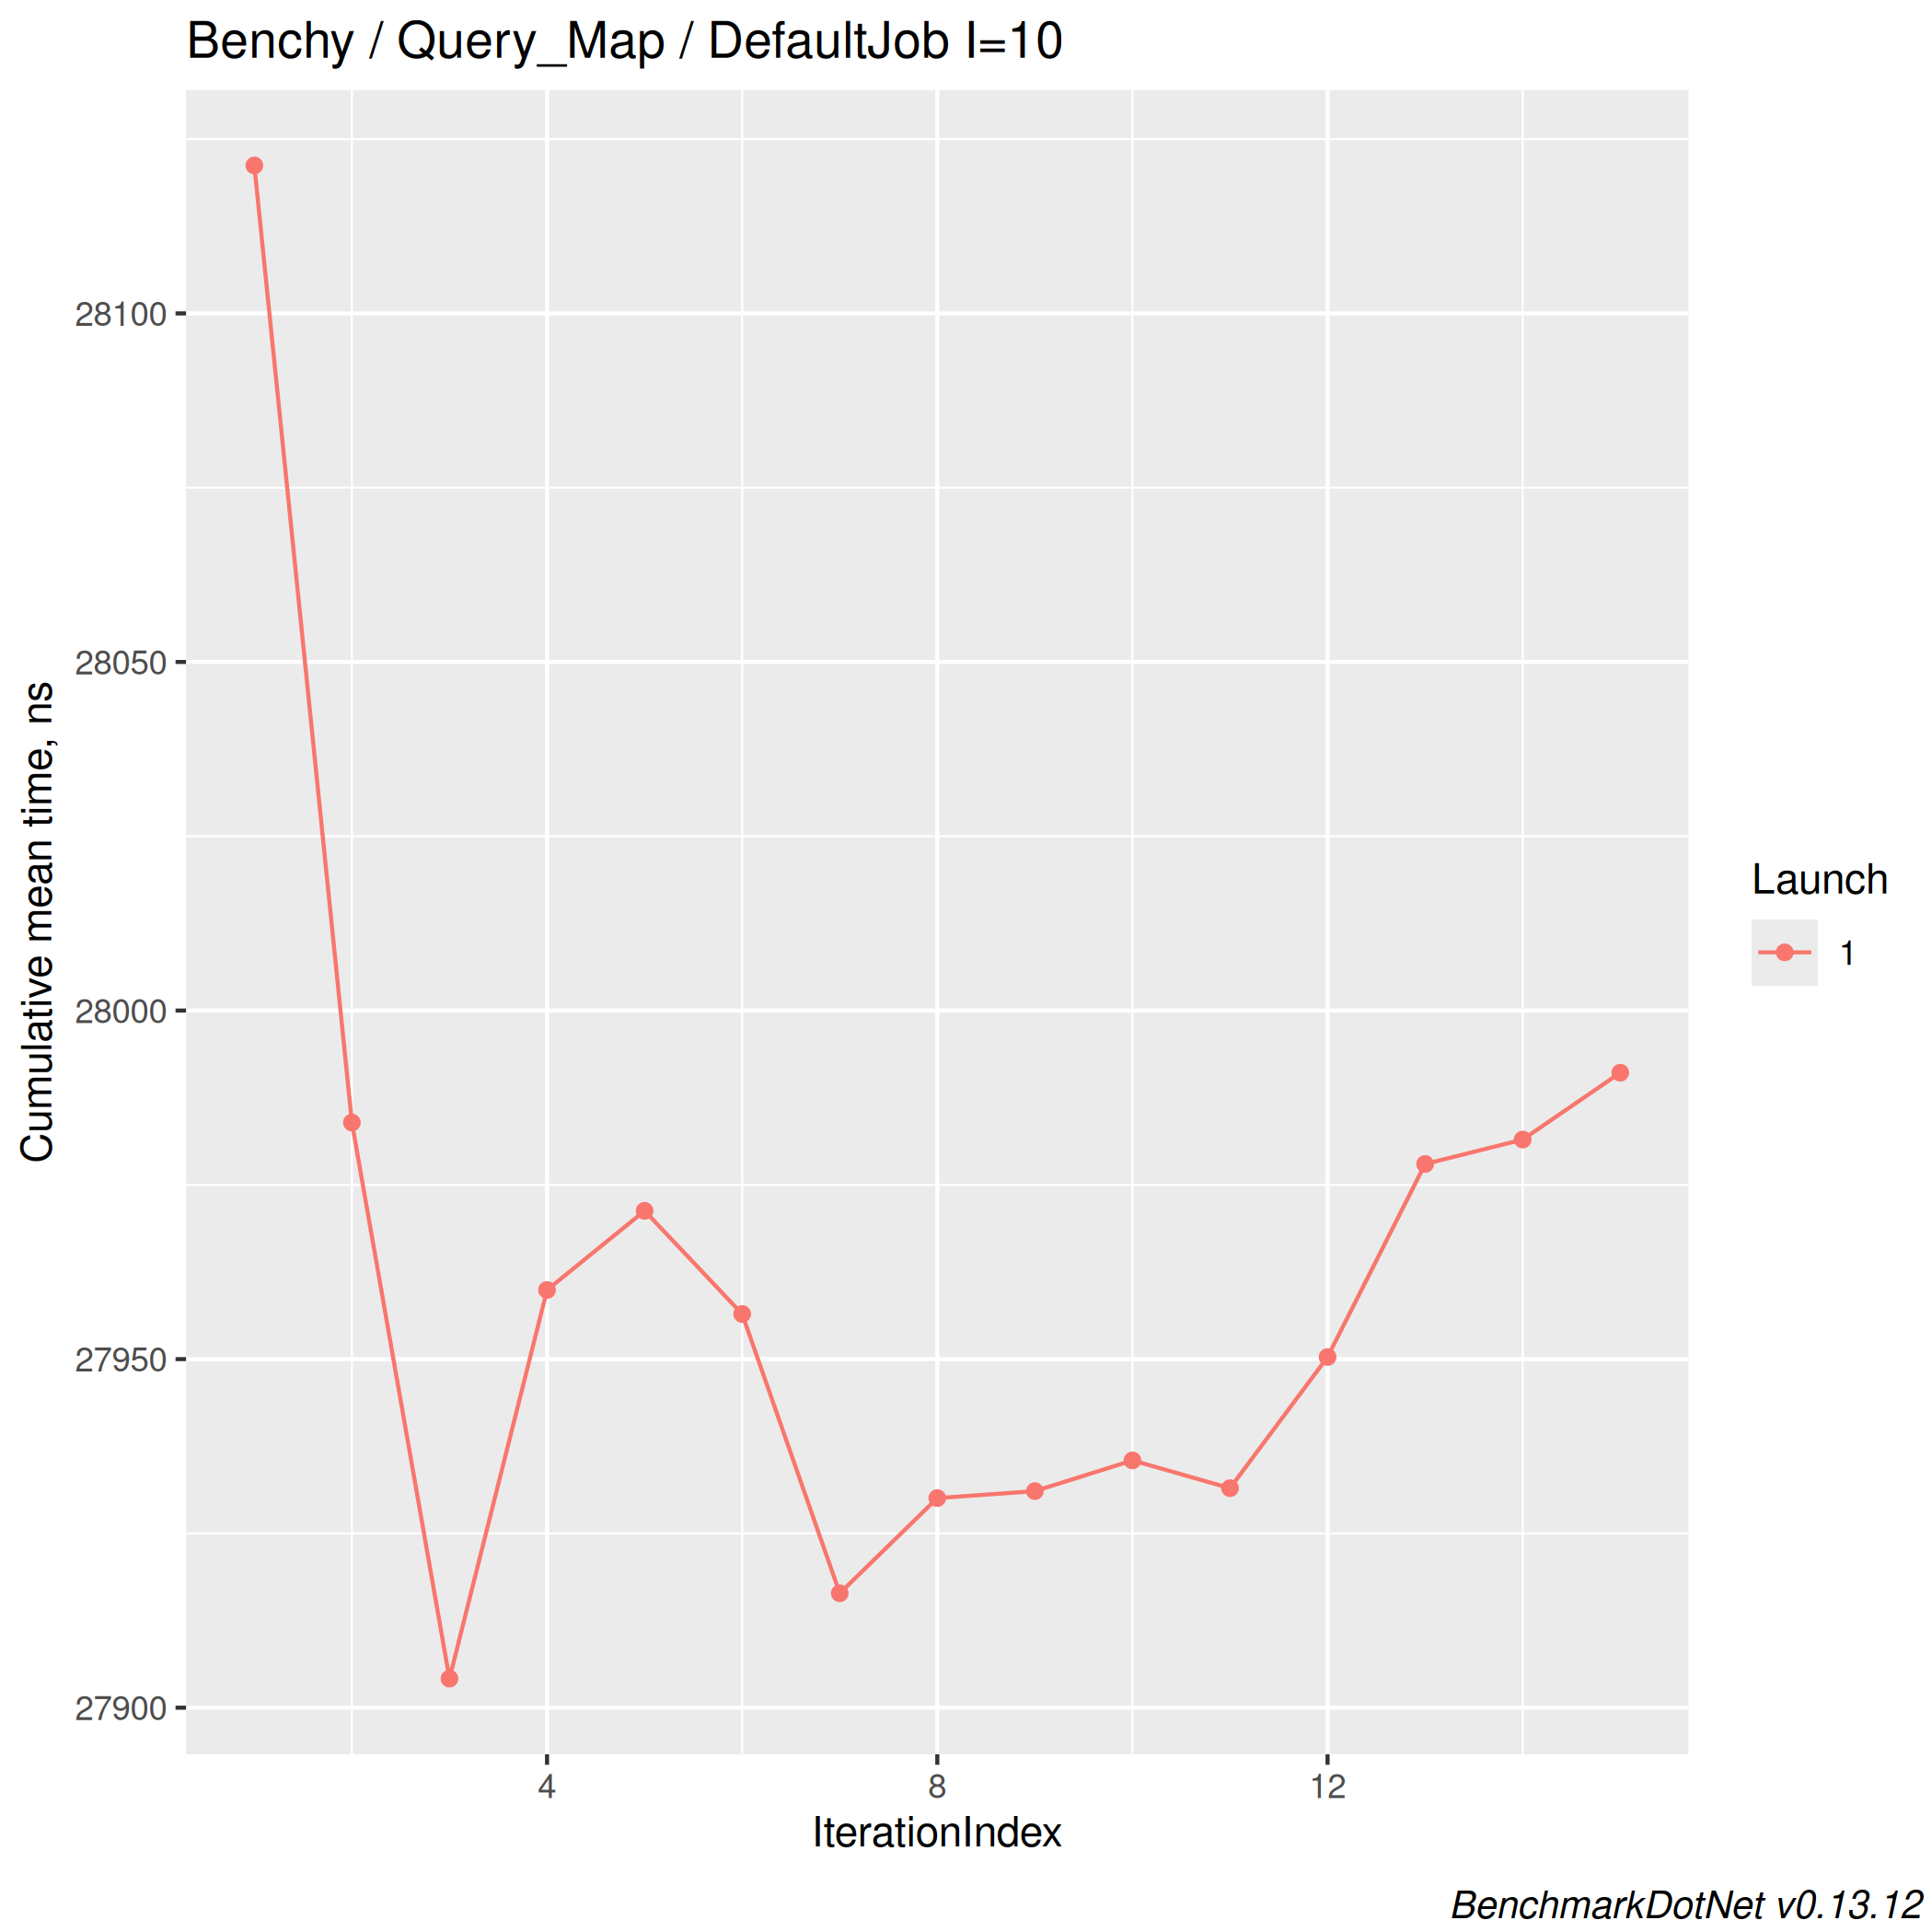 Benchy / Query_Map / DefaultJob I=10
Cumulative mean time, ns
28100
28050
28000
27950
27900
4
8
12
IterationIndex
Launch
1
BenchmarkDotNet v0.13.12